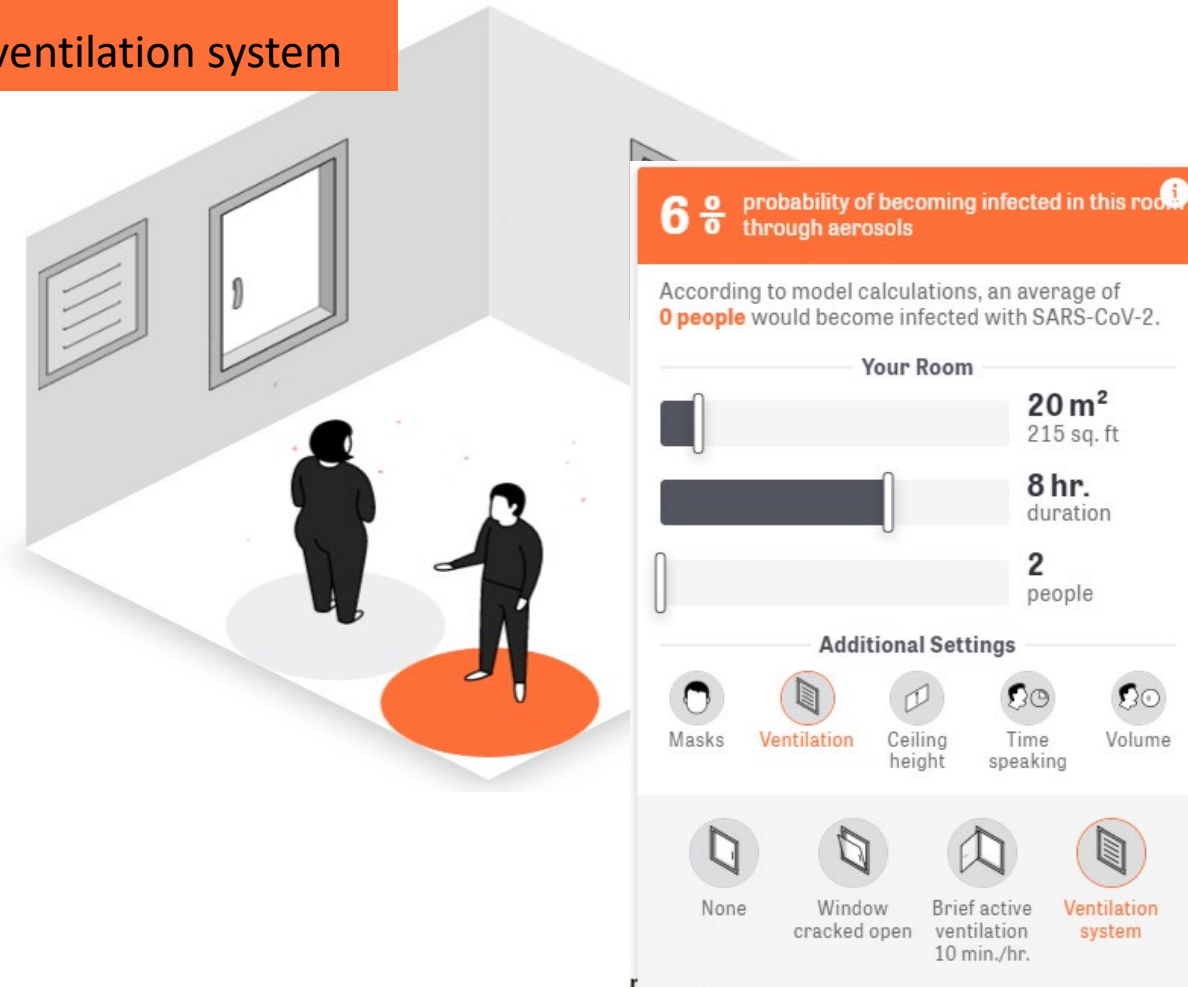 ventilation system
6 % probability of becoming infected in this room
through aerosols
According to model calculations, an average of
0 people would become infected with SARS-CoV-2.
Your Room
20 m²
215 sq. ft
8 hr.
duration
2
people
Additional Settings
Masks Ventilation Ceiling height Time speaking Volume
None Window cracked open Brief active ventilation 10 min./hr. Ventilation system